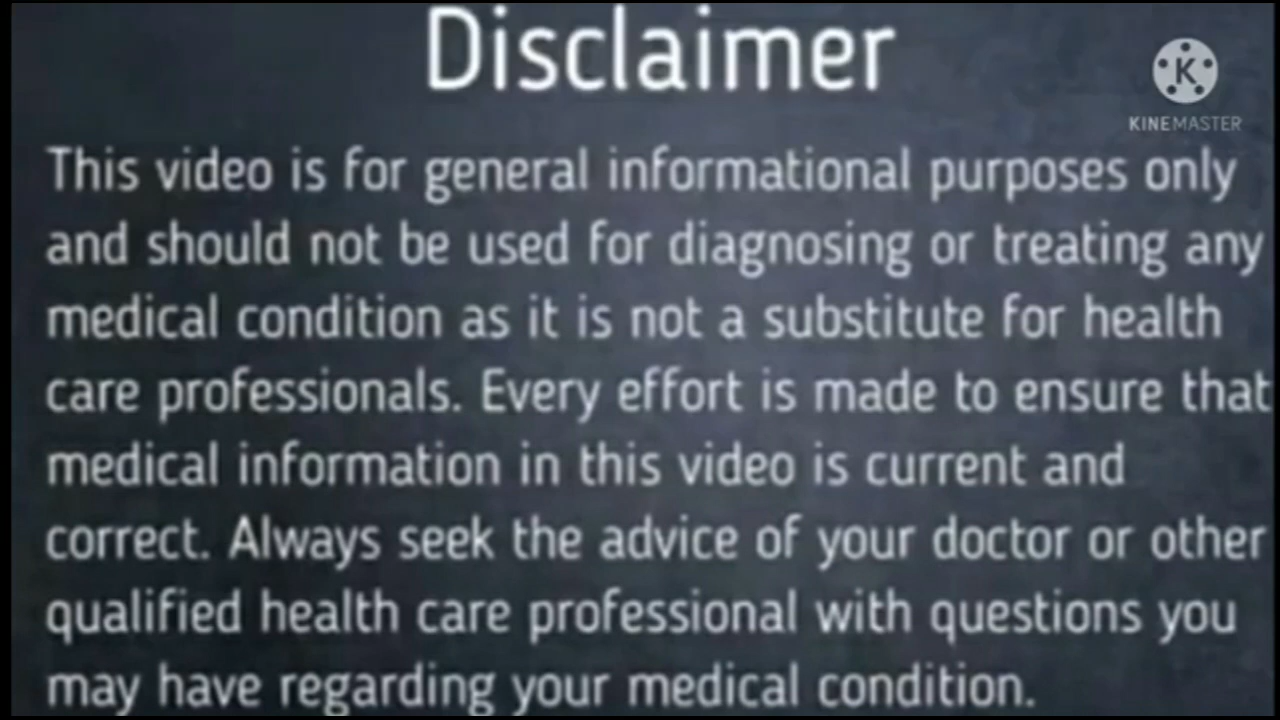 Disclaimer
K
KINEMASTER
This video is for general informational purposes only
and should not be used for diagnosing or treating any
medical condition as it is not a substitute for health
care professionals. Every effort is made to ensure that
medical information in this video is current and
correct. Always seek the advice of your doctor or other
qualified health care professional with questions you
may have regarding your medical condition.